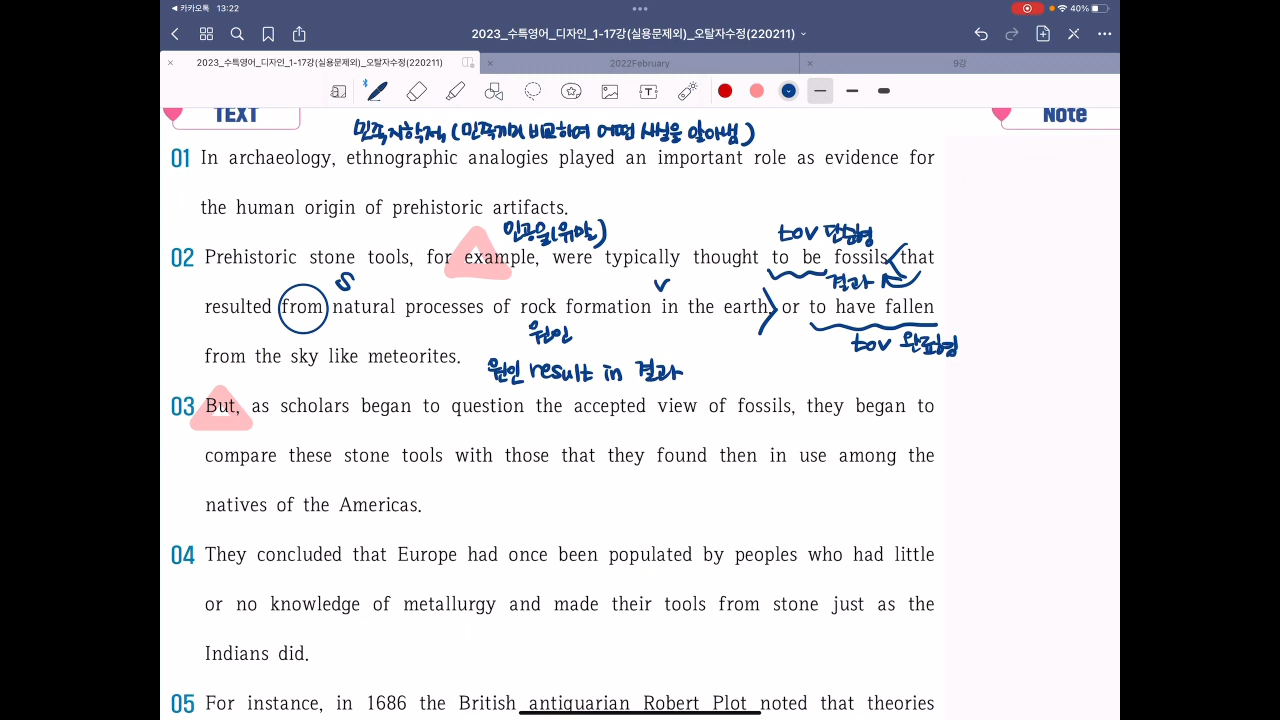 카카오톡 13:22
40%
2023_수특영어_디자인_1-17강(실용문제외)_오탈자수정(220211)
2023_수특영어_디자인_1-17강(실용문제외)_오탈자수정(220211)
2022February
9강
TEXT
Note
민족지학적 (민족끼리 비교하여 어떤 사실을 알아냄)
01 In archaeology, ethnographic analogies played an important role as evidence for
the human origin of prehistoric artifacts.
인공물(유물)
toV 단순형
02 Prehistoric stone tools, for example, were typically thought to be fossils that
S
V
결과
resulted from natural processes of rock formation in the earth, or to have fallen
원인
toV 완료형
from the sky like meteorites.
원인 result in 결과
03 But, as scholars began to question the accepted view of fossils, they began to
compare these stone tools with those that they found then in use among the
natives of the Americas.
04 They concluded that Europe had once been populated by peoples who had little
or no knowledge of metallurgy and made their tools from stone just as the
Indians did.
05 For instance, in 1686 the British antiquarian Robert Plot noted that theories